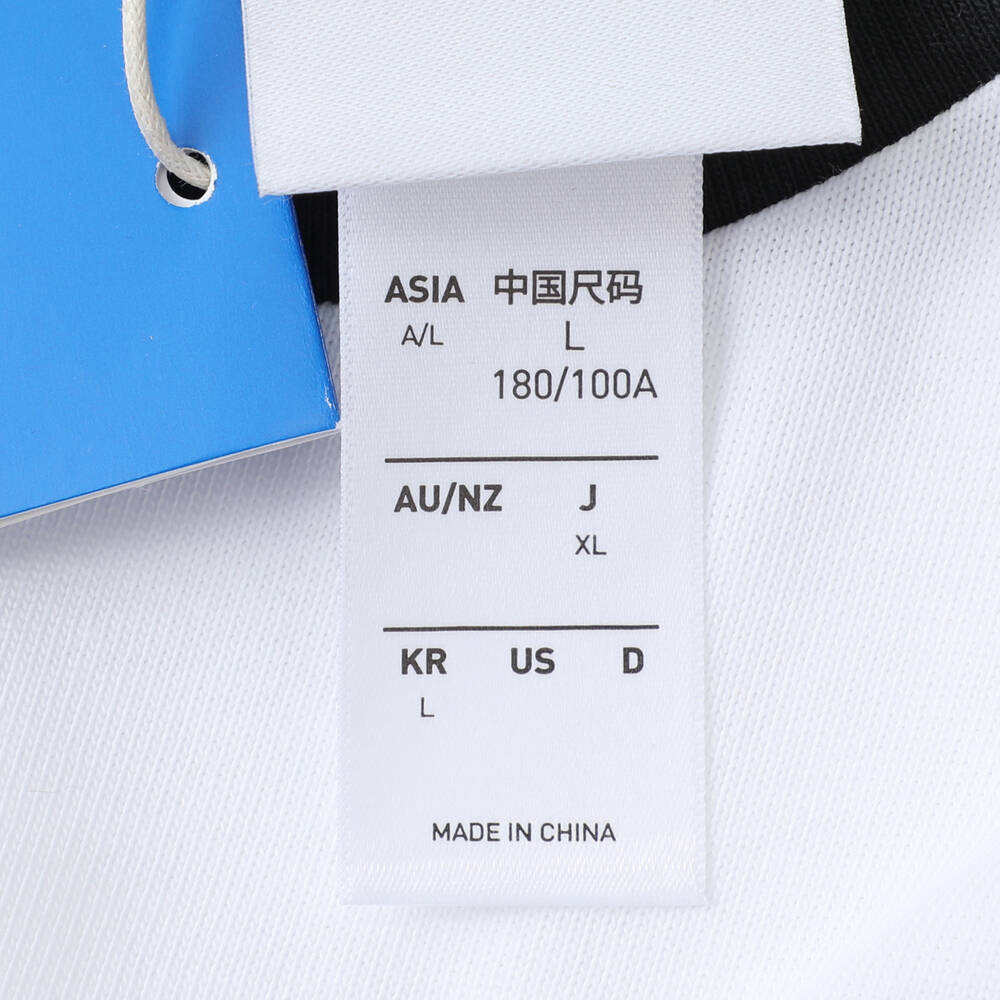 ASIA 中国尺码
A/L L
180/100A
AU/NZ J
XL
KR US D
L
MADE IN CHINA